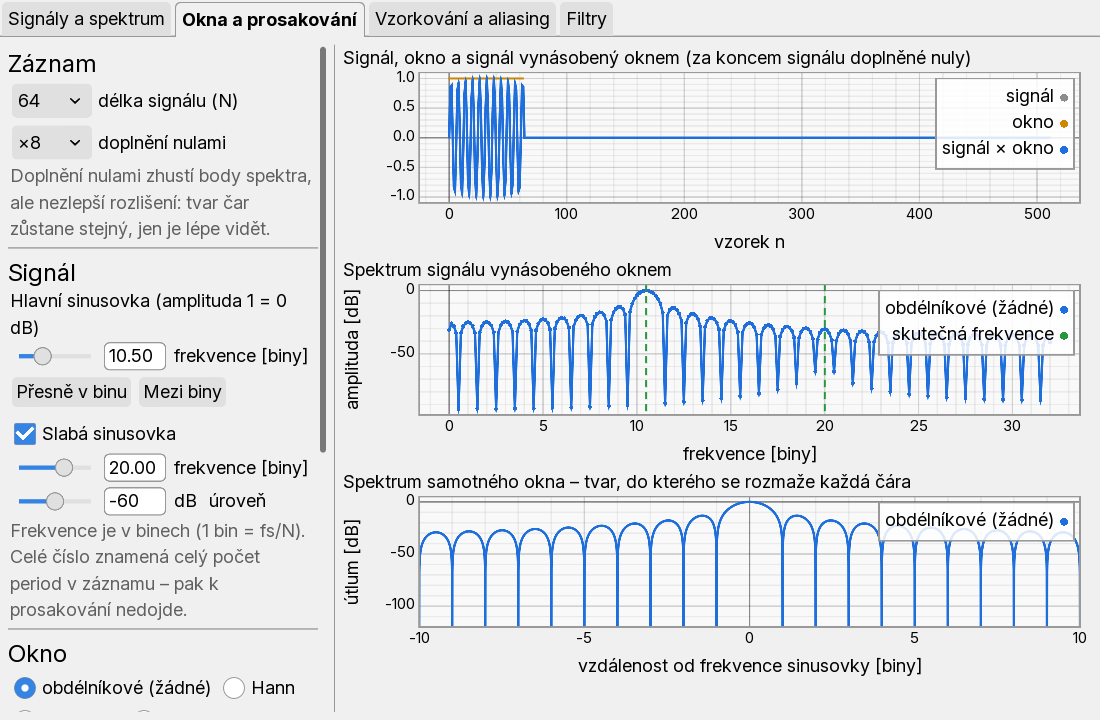 Signály a spektrum
Okna a prosakování
Vzorkování a aliasing
Filtry
Záznam
64
délka signálu (N)
×8
doplnění nulami
Doplnění nulami zhustí body spektra,
ale nezlepší rozlišení: tvar čar
zůstane stejný, jen je lépe vidět.
Signál
Hlavní sinusovka (amplituda 1 = 0
dB)
10.50
frekvence [biny]
Přesně v binu
Mezi biny
Slabá sinusovka
20.00
frekvence [biny]
-60
dB úroveň
Frekvence je v binech (1 bin = fs/N).
Celé číslo znamená celý počet
period v záznamu – pak k
prosakování nedojde.
Okno
obdélníkové (žádné)
Hann
Signál, okno a signál vynásobený oknem (za koncem signálu doplněné nuly)
1.0
0.5
0.0
-0.5
-1.0
signál
okno
signál × okno
0 100 200 300 400 500
vzorek n
Spektrum signálu vynásobeného oknem
amplituda [dB]
0
-50
obdélníkové (žádné)
skutečná frekvence
0 5 10 15 20 25 30
frekvence [biny]
Spektrum samotného okna – tvar, do kterého se rozmaže každá čára
útlum [dB]
0
-50
-100
obdélníkové (žádné)
-10 -5 0 5 10
vzdálenost od frekvence sinusovky [biny]